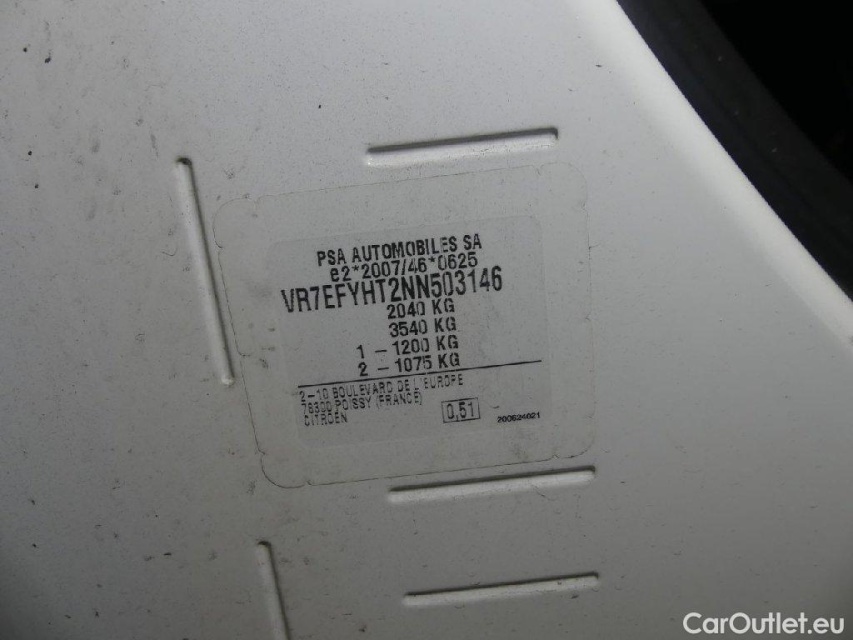 PSA AUTOMOBILES SA
e2*2007/46*0625
VR7EFYHT2NN503146
2040 KG
3540 KG
1 - 1200 KG
2 - 1075 KG
2-10 BOULEVARD DE L'EUROPE
78300 POISSY (FRANCE)
CITROEN
0,51
200624021
CarOutlet.eu